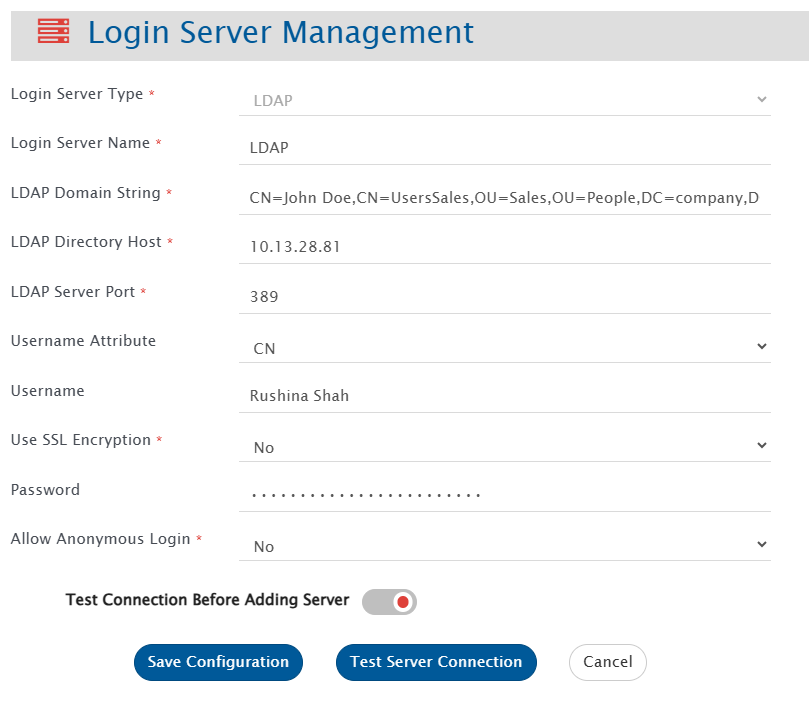 Login Server Management
Login Server Type * LDAP
Login Server Name * LDAP
LDAP Domain String * CN=John Doe,CN=UsersSales,OU=Sales,OU=People,DC=company,D
LDAP Directory Host * 10.13.28.81
LDAP Server Port * 389
Username Attribute CN
Username Rushina Shah
Use SSL Encryption * No
Password ........................
Allow Anonymous Login * No
Test Connection Before Adding Server
Save Configuration Test Server Connection Cancel